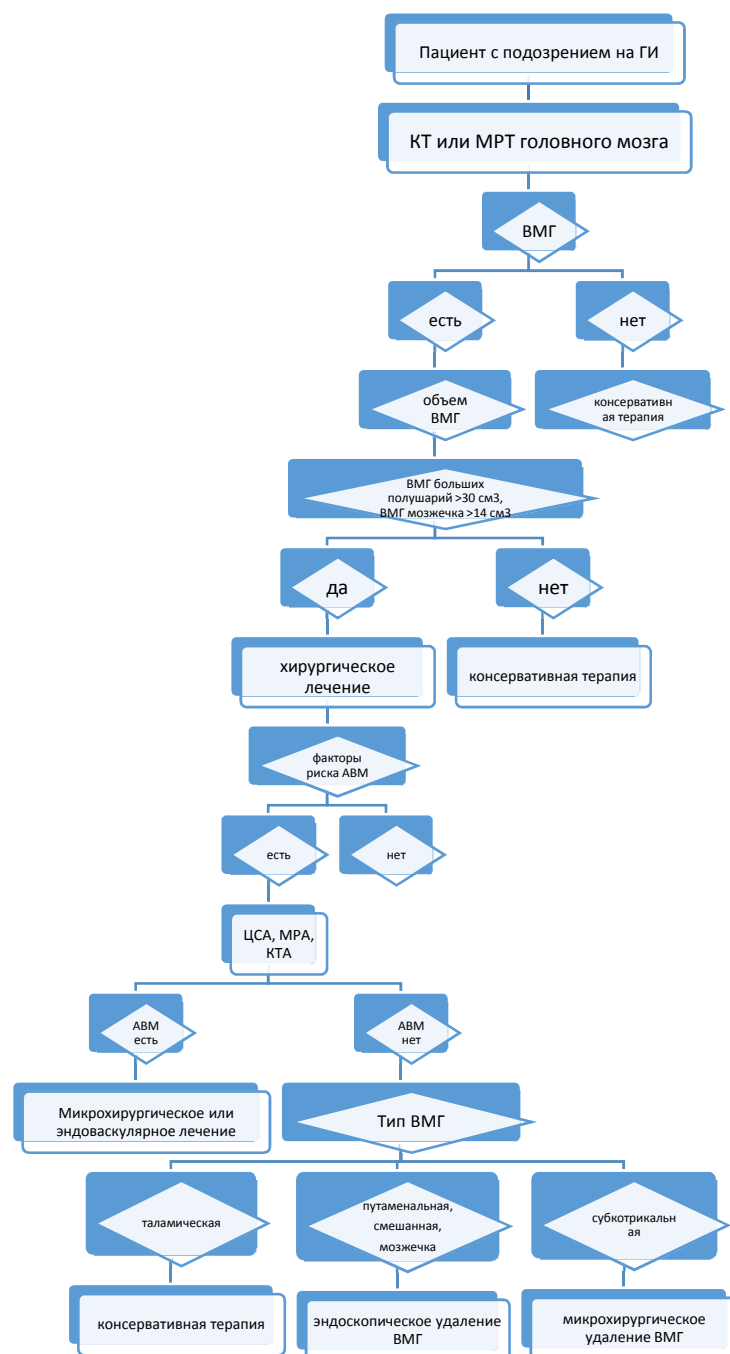 Пациент с подозрением на ГИ
КТ или МРТ головного мозга
ВМГ
есть
нет
объем
ВМГ
консервативн
ая терапия
ВМГ больших
полушарий >30 см3,
ВМГ мозжечка >14 см3
да
нет
хирургическое
лечение
консервативная терапия
факторы
риска АВМ
есть
нет
ЦСА, МРА,
КТА
АВМ
есть
АВМ
нет
Микрохирургическое или
эндоваскулярное лечение
Тип ВМГ
таламическая
путаменальная,
смешанная,
мозжечка
субкотрикальн
ая
консервативная терапия
эндоскопическое удаление
ВМГ
микрохирургическое
удаление ВМГ